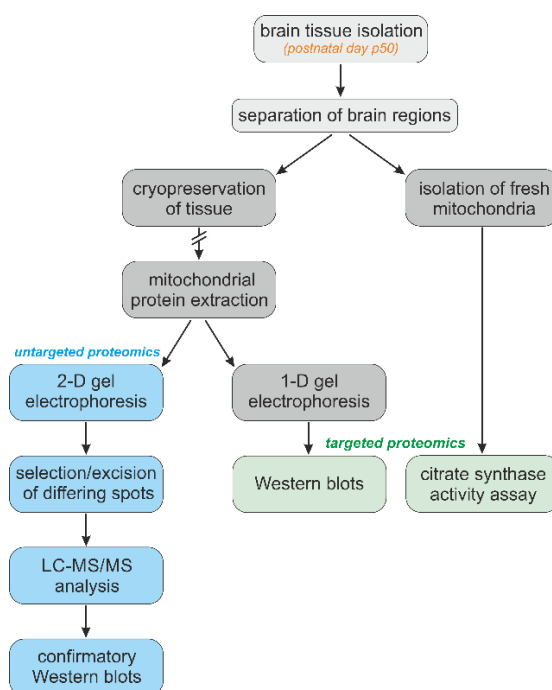 brain tissue isolation
(postnatal day p50)
separation of brain regions
cryopreservation
of tissue
isolation of fresh
mitochondria
mitochondrial
protein extraction
untargeted proteomics
2-D gel
electrophoresis
1-D gel
electrophoresis
targeted proteomics
selection/excision
of differing spots
Western blots
citrate synthase
activity assay
LC-MS/MS
analysis
confirmatory
Western blots